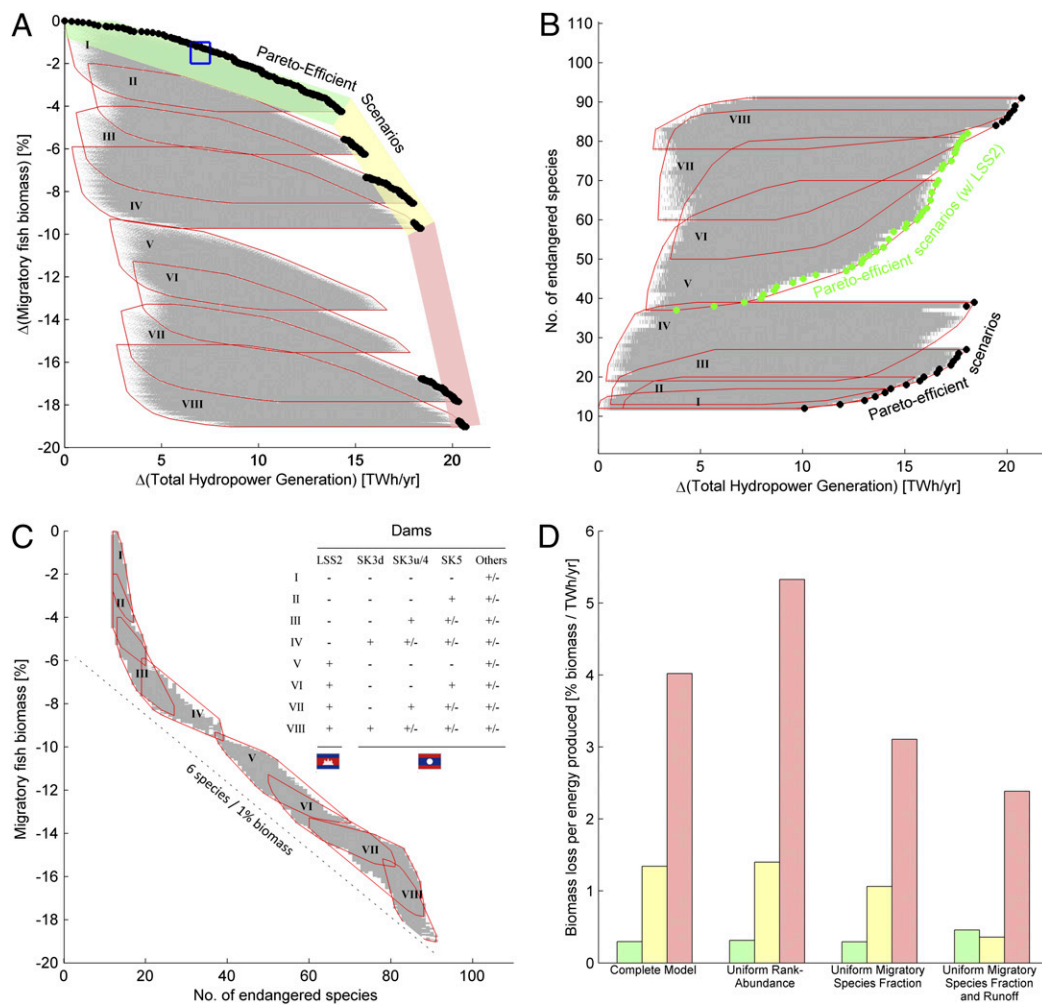 A
Δ(Migratory fish biomass) [%]
0
-2
-4
-6
-8
-10
-12
-14
-16
-18
-20
I
II
III
IV
V
VI
VII
VIII
Pareto-Efficient
Scenarios
0
5
10
15
20
Δ(Total Hydropower Generation) [TWh/yr]
B
No. of endangered species
110
100
90
80
70
60
50
40
30
20
10
VIII
VII
VI
V
IV
III
II
I
Pareto-efficient scenarios (w/ LSS2)
Pareto-efficient
scenarios
0
5
10
15
20
Δ(Total Hydropower Generation) [TWh/yr]
C
Migratory fish biomass [%]
0
-2
-4
-6
-8
-10
-12
-14
-16
-18
-20
I
II
III
IV
V
VI
VII
VIII
6 species / 1% biomass
Dams
LSS2 SK3d SK3u/4 SK5 Others
I - - - - +/-
II - - - + +/-
III - - + +/- +/-
IV - + +/- +/- +/-
V + - - - +/-
VI + - - + +/-
VII + - + +/- +/-
VIII + + +/- +/- +/-
0
20
40
60
80
100
No. of endangered species
D
Biomass loss per energy produced [% biomass / TWh/yr]
6
5
4
3
2
1
0
Complete Model
Uniform Rank-
Abundance
Uniform Migratory
Species Fraction
Uniform Migratory
Species Fraction
and Runoff